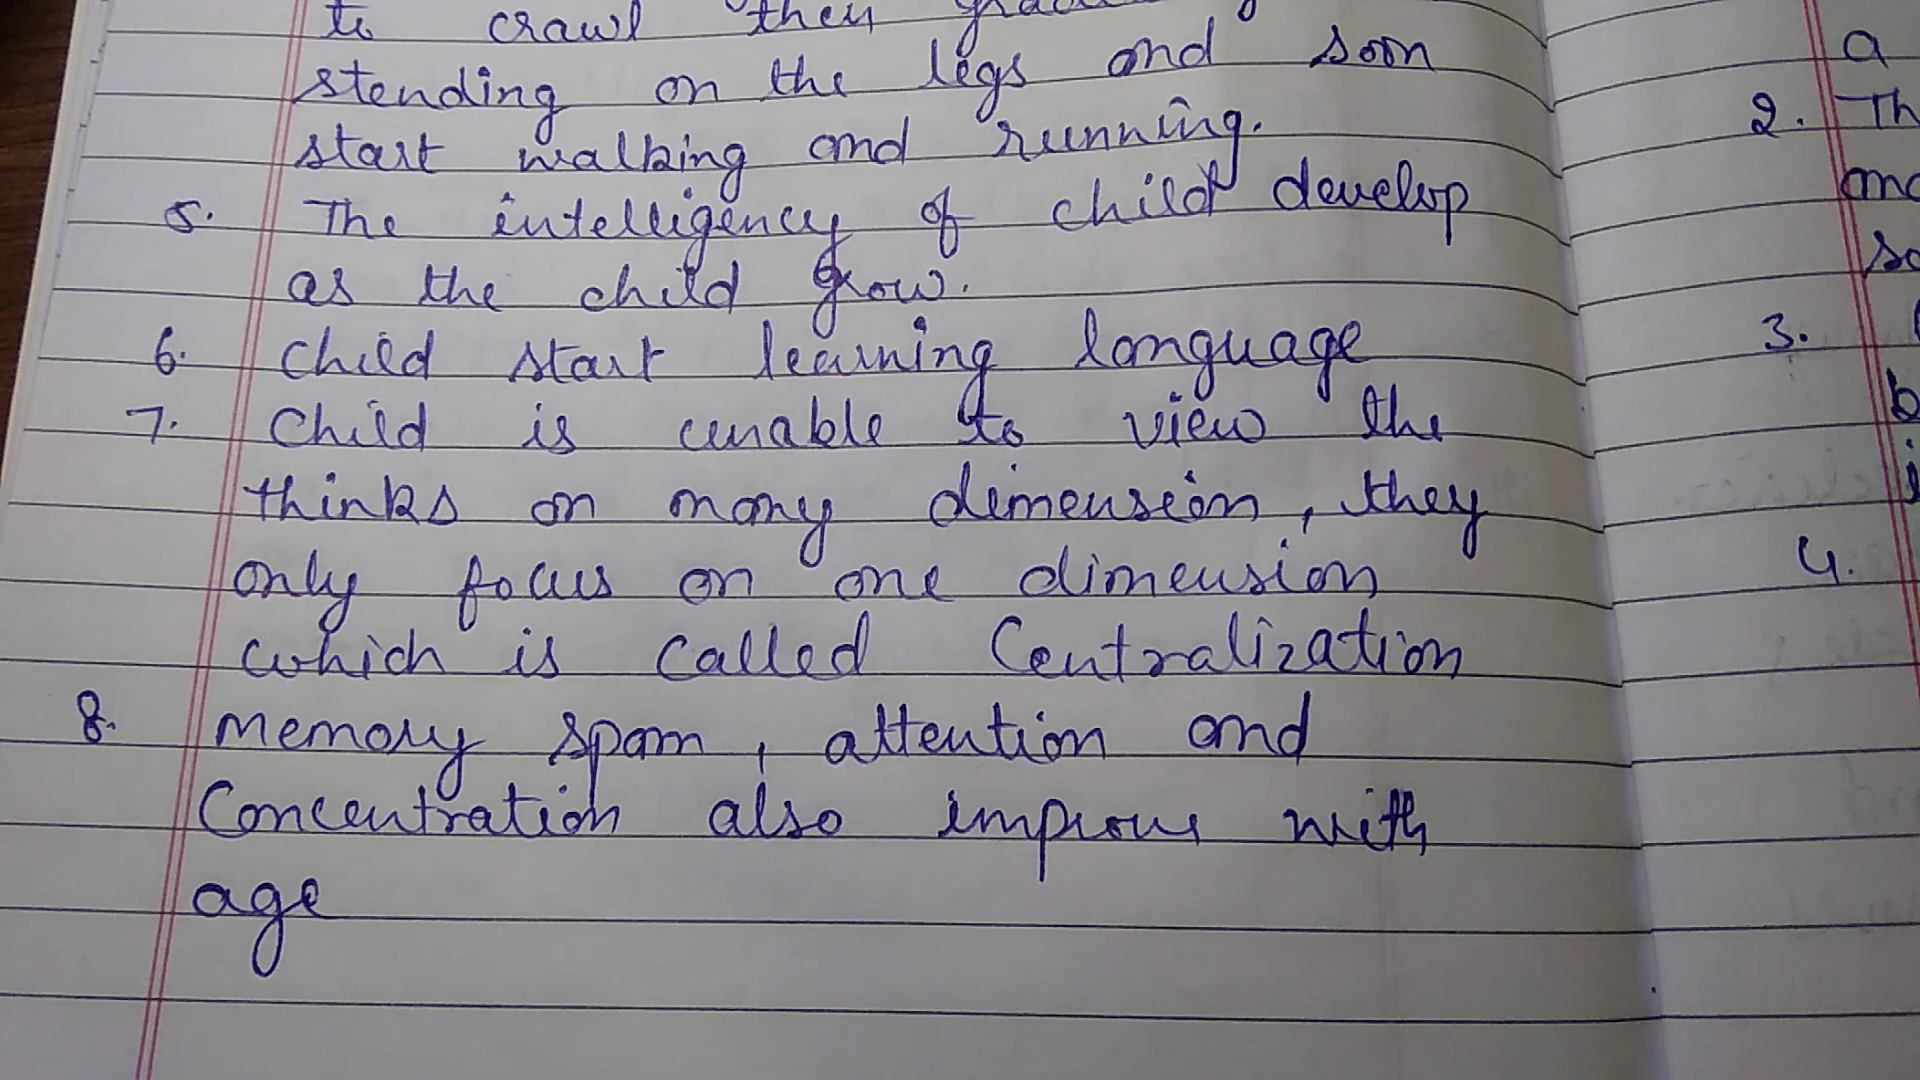 to crawl then
stending on the legs and soon
start walking and running.
5. The intelligency of child develop
as the child grow.
6. Child start learning language
7. Child is unable to view the
thinks on many dimension, they
only focus on one dimension
which is called Centralization
8. memory span, attention and
Concentration also improve with
age
a
2. Th
3.
b
4.